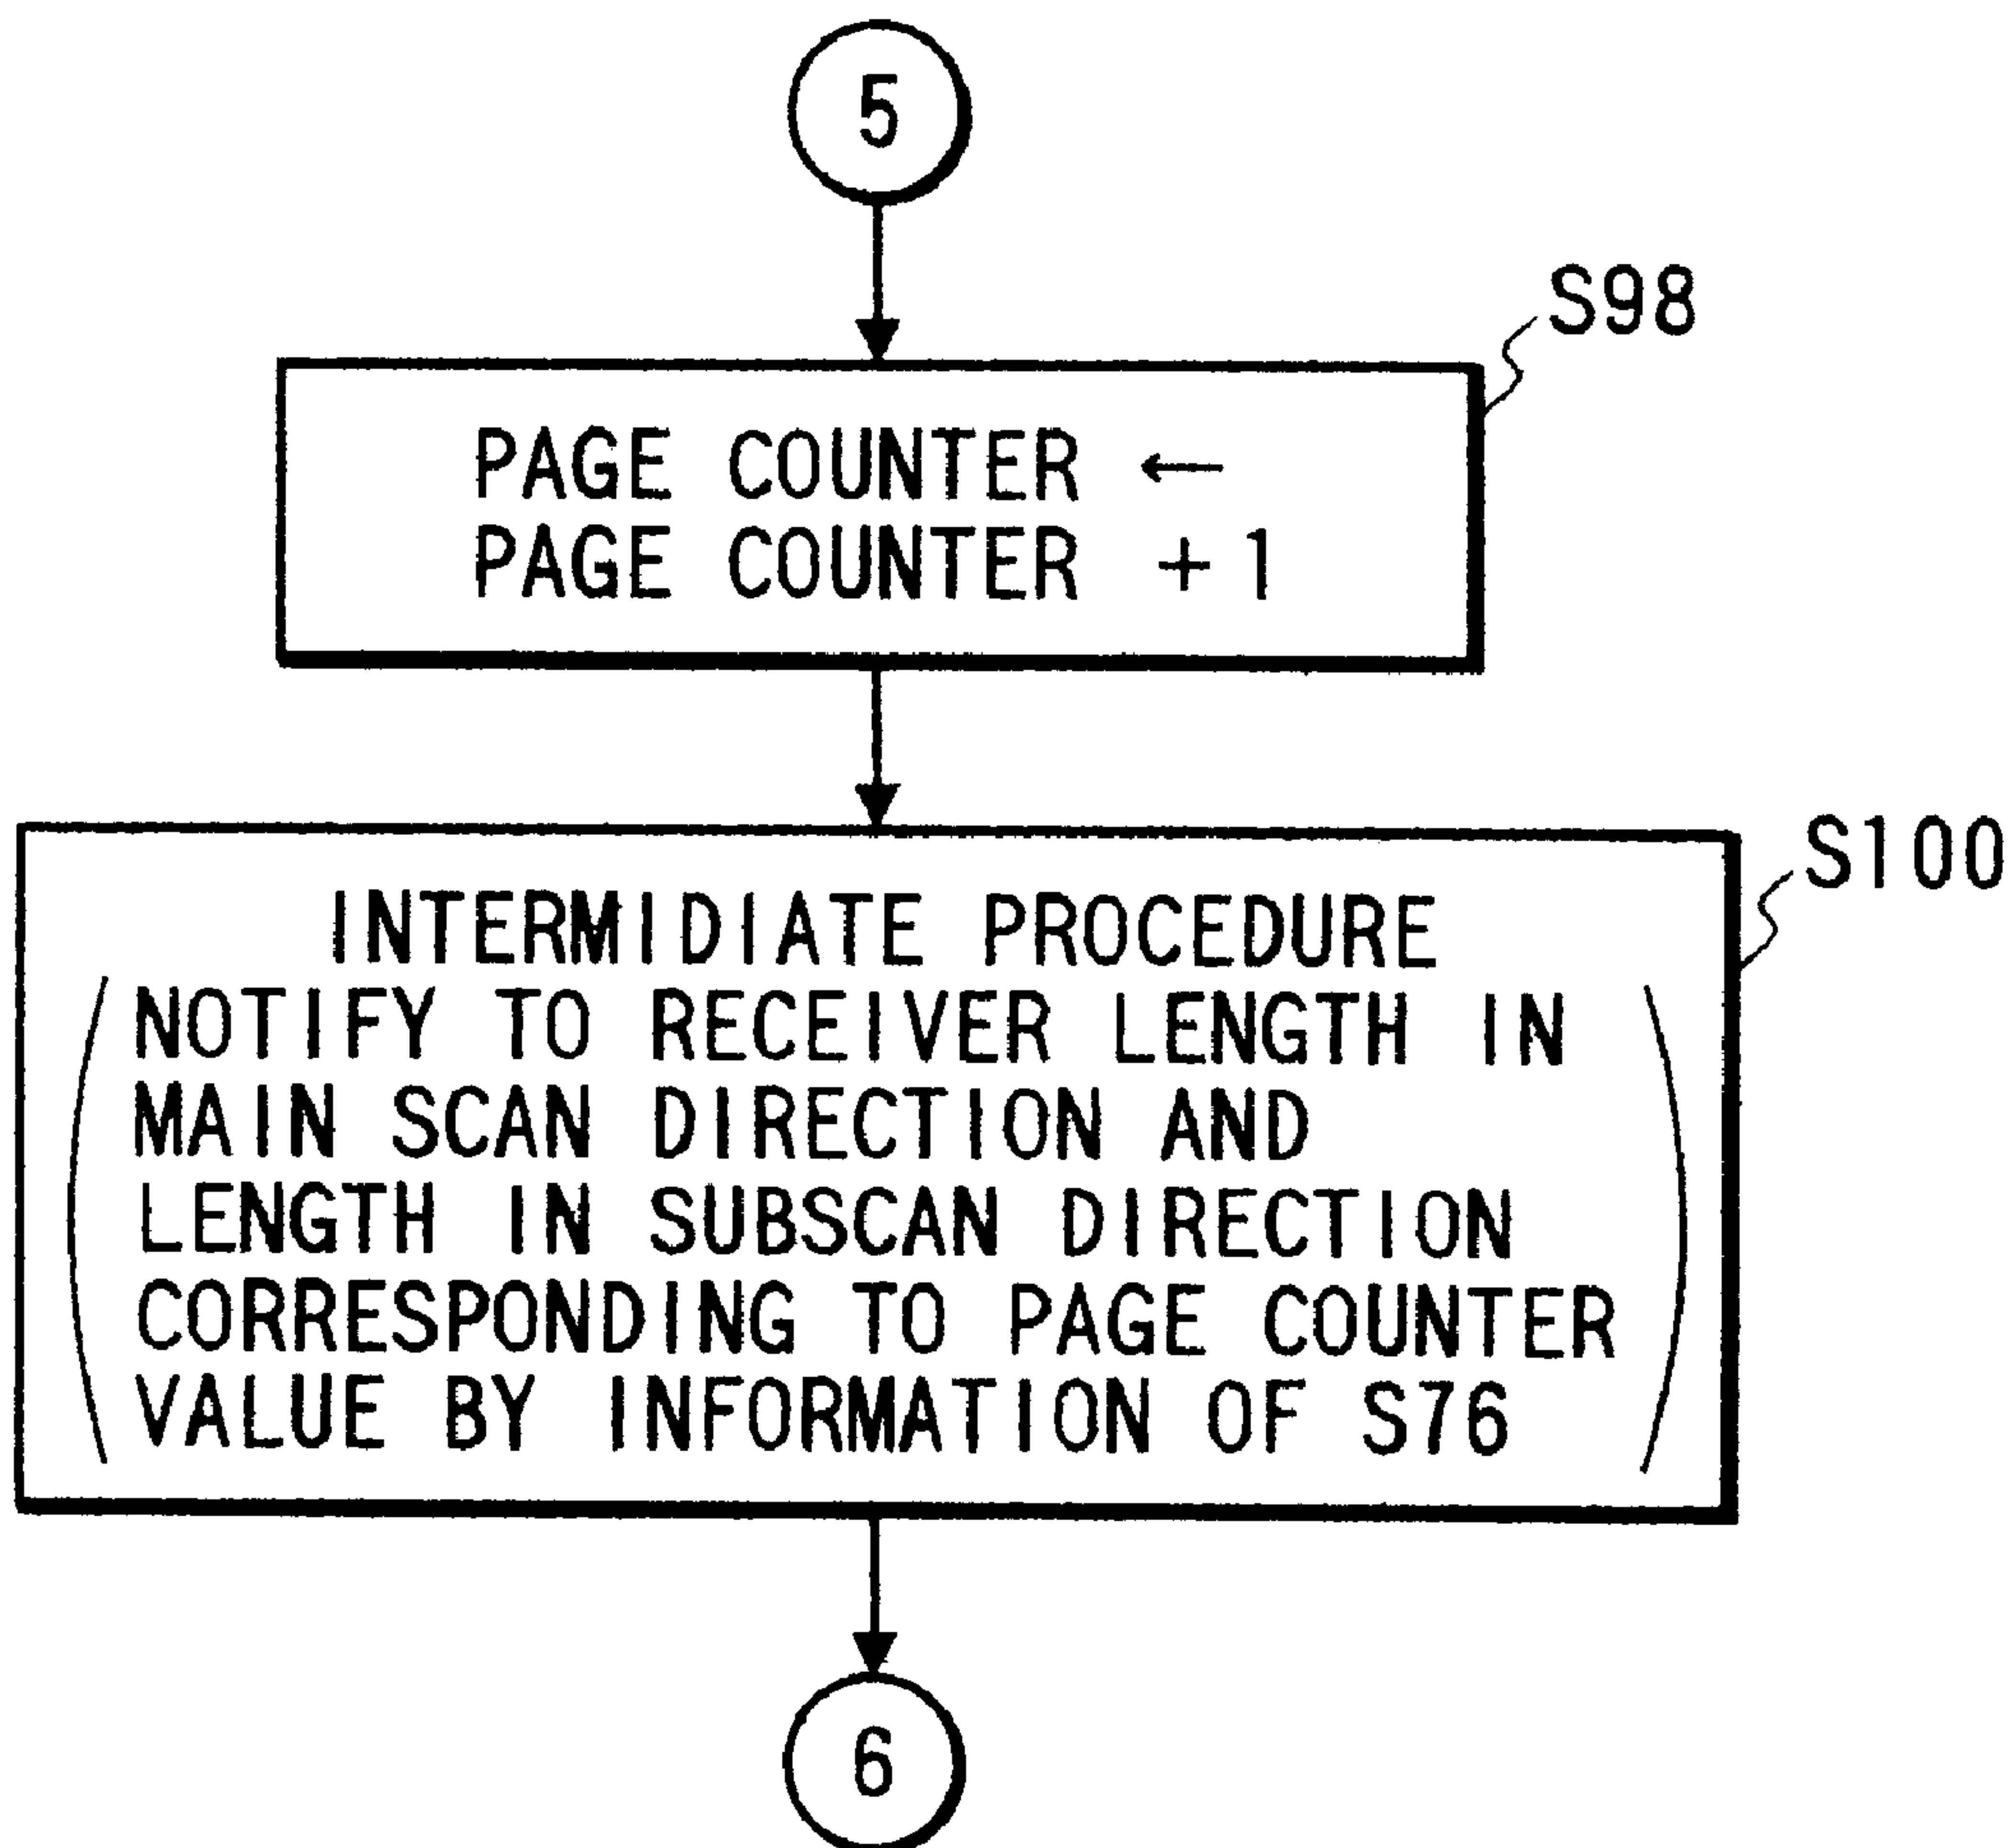 5
S98
PAGE COUNTER ←
PAGE COUNTER +1
S100
INTERMIDIATE PROCEDURE
NOTIFY TO RECEIVER LENGTH IN
MAIN SCAN DIRECTION AND
LENGTH IN SUBSCAN DIRECTION
CORRESPONDING TO PAGE COUNTER
VALUE BY INFORMATION OF S76
6